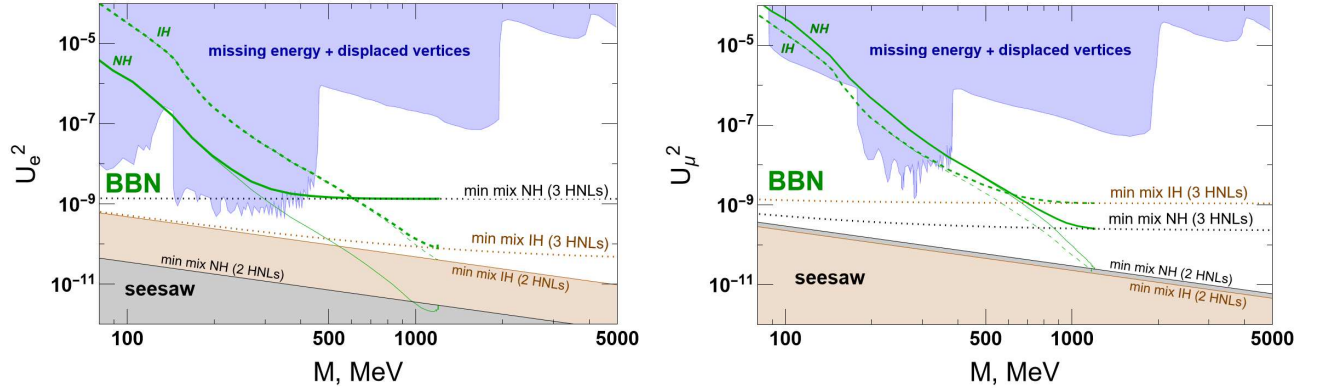 10⁻⁵
10⁻⁷
10⁻⁹
10⁻¹¹
Uₑ²
IH
NH
missing energy + displaced vertices
BBN
min mix NH (3 HNLs)
min mix IH (3 HNLs)
min mix NH (2 HNLs)
min mix IH (2 HNLs)
seesaw
100
500
1000
5000
M, MeV
10⁻⁵
10⁻⁷
10⁻⁹
10⁻¹¹
U_μ²
NH
IH
missing energy + displaced vertices
BBN
min mix IH (3 HNLs)
min mix NH (3 HNLs)
min mix NH (2 HNLs)
min mix IH (2 HNLs)
seesaw
100
500
1000
5000
M, MeV